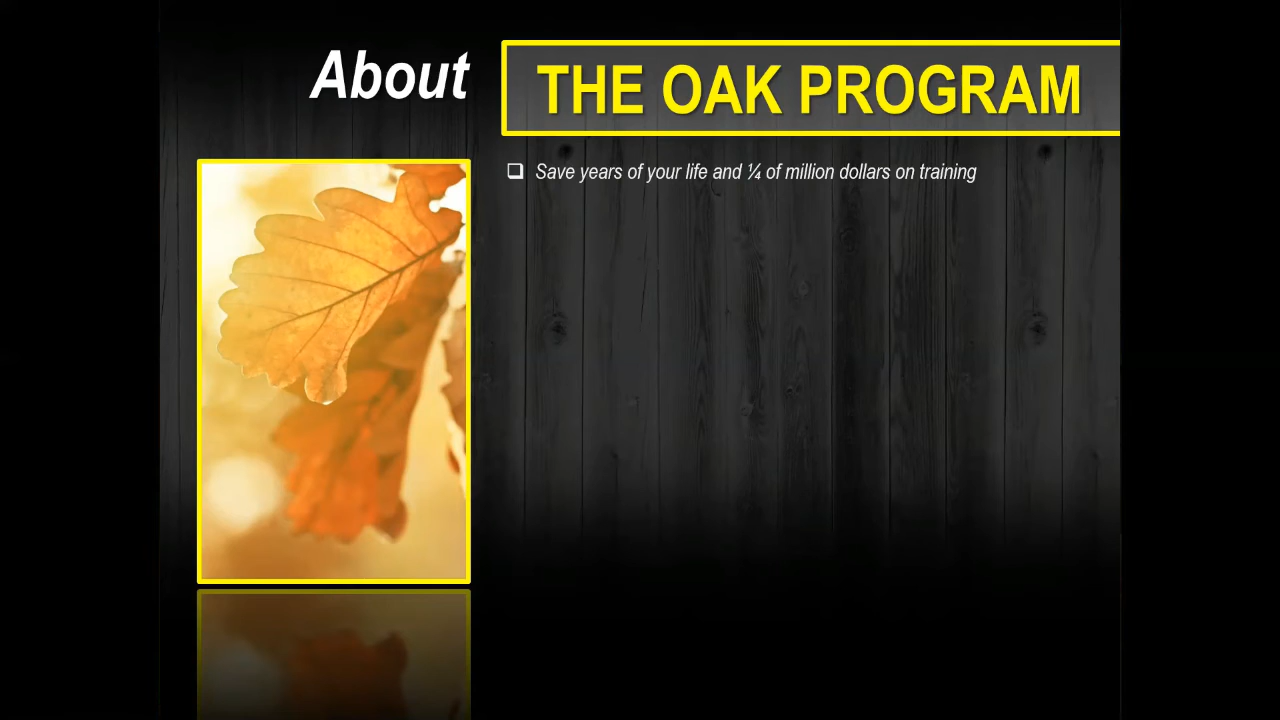 About
THE OAK PROGRAM
❑ Save years of your life and ¼ of million dollars on training